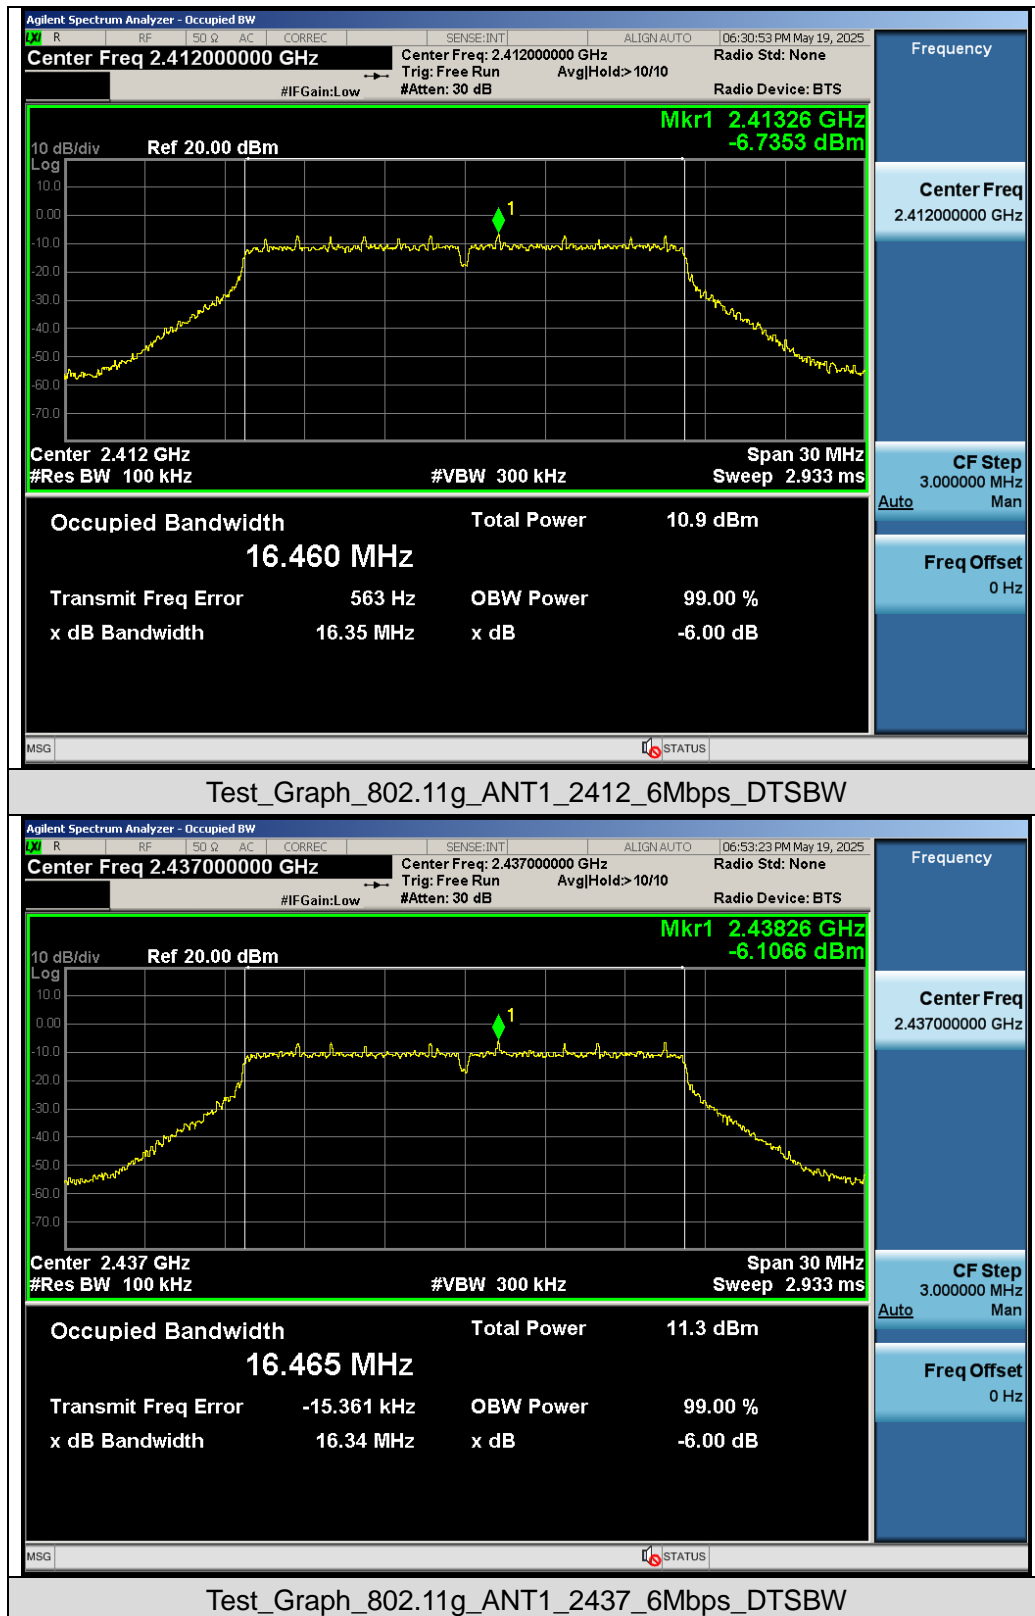 Agilent Spectrum Analyzer - Occupied BW
LXI R RF 50 Ω AC CORREC SENSE:INT ALIGN AUTO 06:30:53 PM May 19, 2025
Center Freq 2.412000000 GHz Center Freq: 2.412000000 GHz Radio Std: None Frequency
Trig: Free Run Avg|Hold:>10/10
#IFGain:Low #Atten: 30 dB Radio Device: BTS
Mkr1 2.41326 GHz
10 dB/div Ref 20.00 dBm -6.7353 dBm
Log
10.0
0.00
-10.0
-20.0
-30.0
-40.0
-50.0
-60.0
-70.0
1
Center Freq
2.412000000 GHz
Center 2.412 GHz Span 30 MHz
#Res BW 100 kHz #VBW 300 kHz Sweep 2.933 ms
CF Step
3.000000 MHz
Auto Man
Occupied Bandwidth Total Power 10.9 dBm
16.460 MHz
Freq Offset
0 Hz
Transmit Freq Error 563 Hz OBW Power 99.00 %
x dB Bandwidth 16.35 MHz x dB -6.00 dB
MSG STATUS
Test_Graph_802.11g_ANT1_2412_6Mbps_DTSBW
Agilent Spectrum Analyzer - Occupied BW
LXI R RF 50 Ω AC CORREC SENSE:INT ALIGN AUTO 06:53:23 PM May 19, 2025
Center Freq 2.437000000 GHz Center Freq: 2.437000000 GHz Radio Std: None Frequency
Trig: Free Run Avg|Hold:>10/10
#IFGain:Low #Atten: 30 dB Radio Device: BTS
Mkr1 2.43826 GHz
10 dB/div Ref 20.00 dBm -6.1066 dBm
Log
10.0
0.00
-10.0
-20.0
-30.0
-40.0
-50.0
-60.0
-70.0
1
Center Freq
2.437000000 GHz
Center 2.437 GHz Span 30 MHz
#Res BW 100 kHz #VBW 300 kHz Sweep 2.933 ms
CF Step
3.000000 MHz
Auto Man
Occupied Bandwidth Total Power 11.3 dBm
16.465 MHz
Freq Offset
0 Hz
Transmit Freq Error -15.361 kHz OBW Power 99.00 %
x dB Bandwidth 16.34 MHz x dB -6.00 dB
MSG STATUS
Test_Graph_802.11g_ANT1_2437_6Mbps_DTSBW